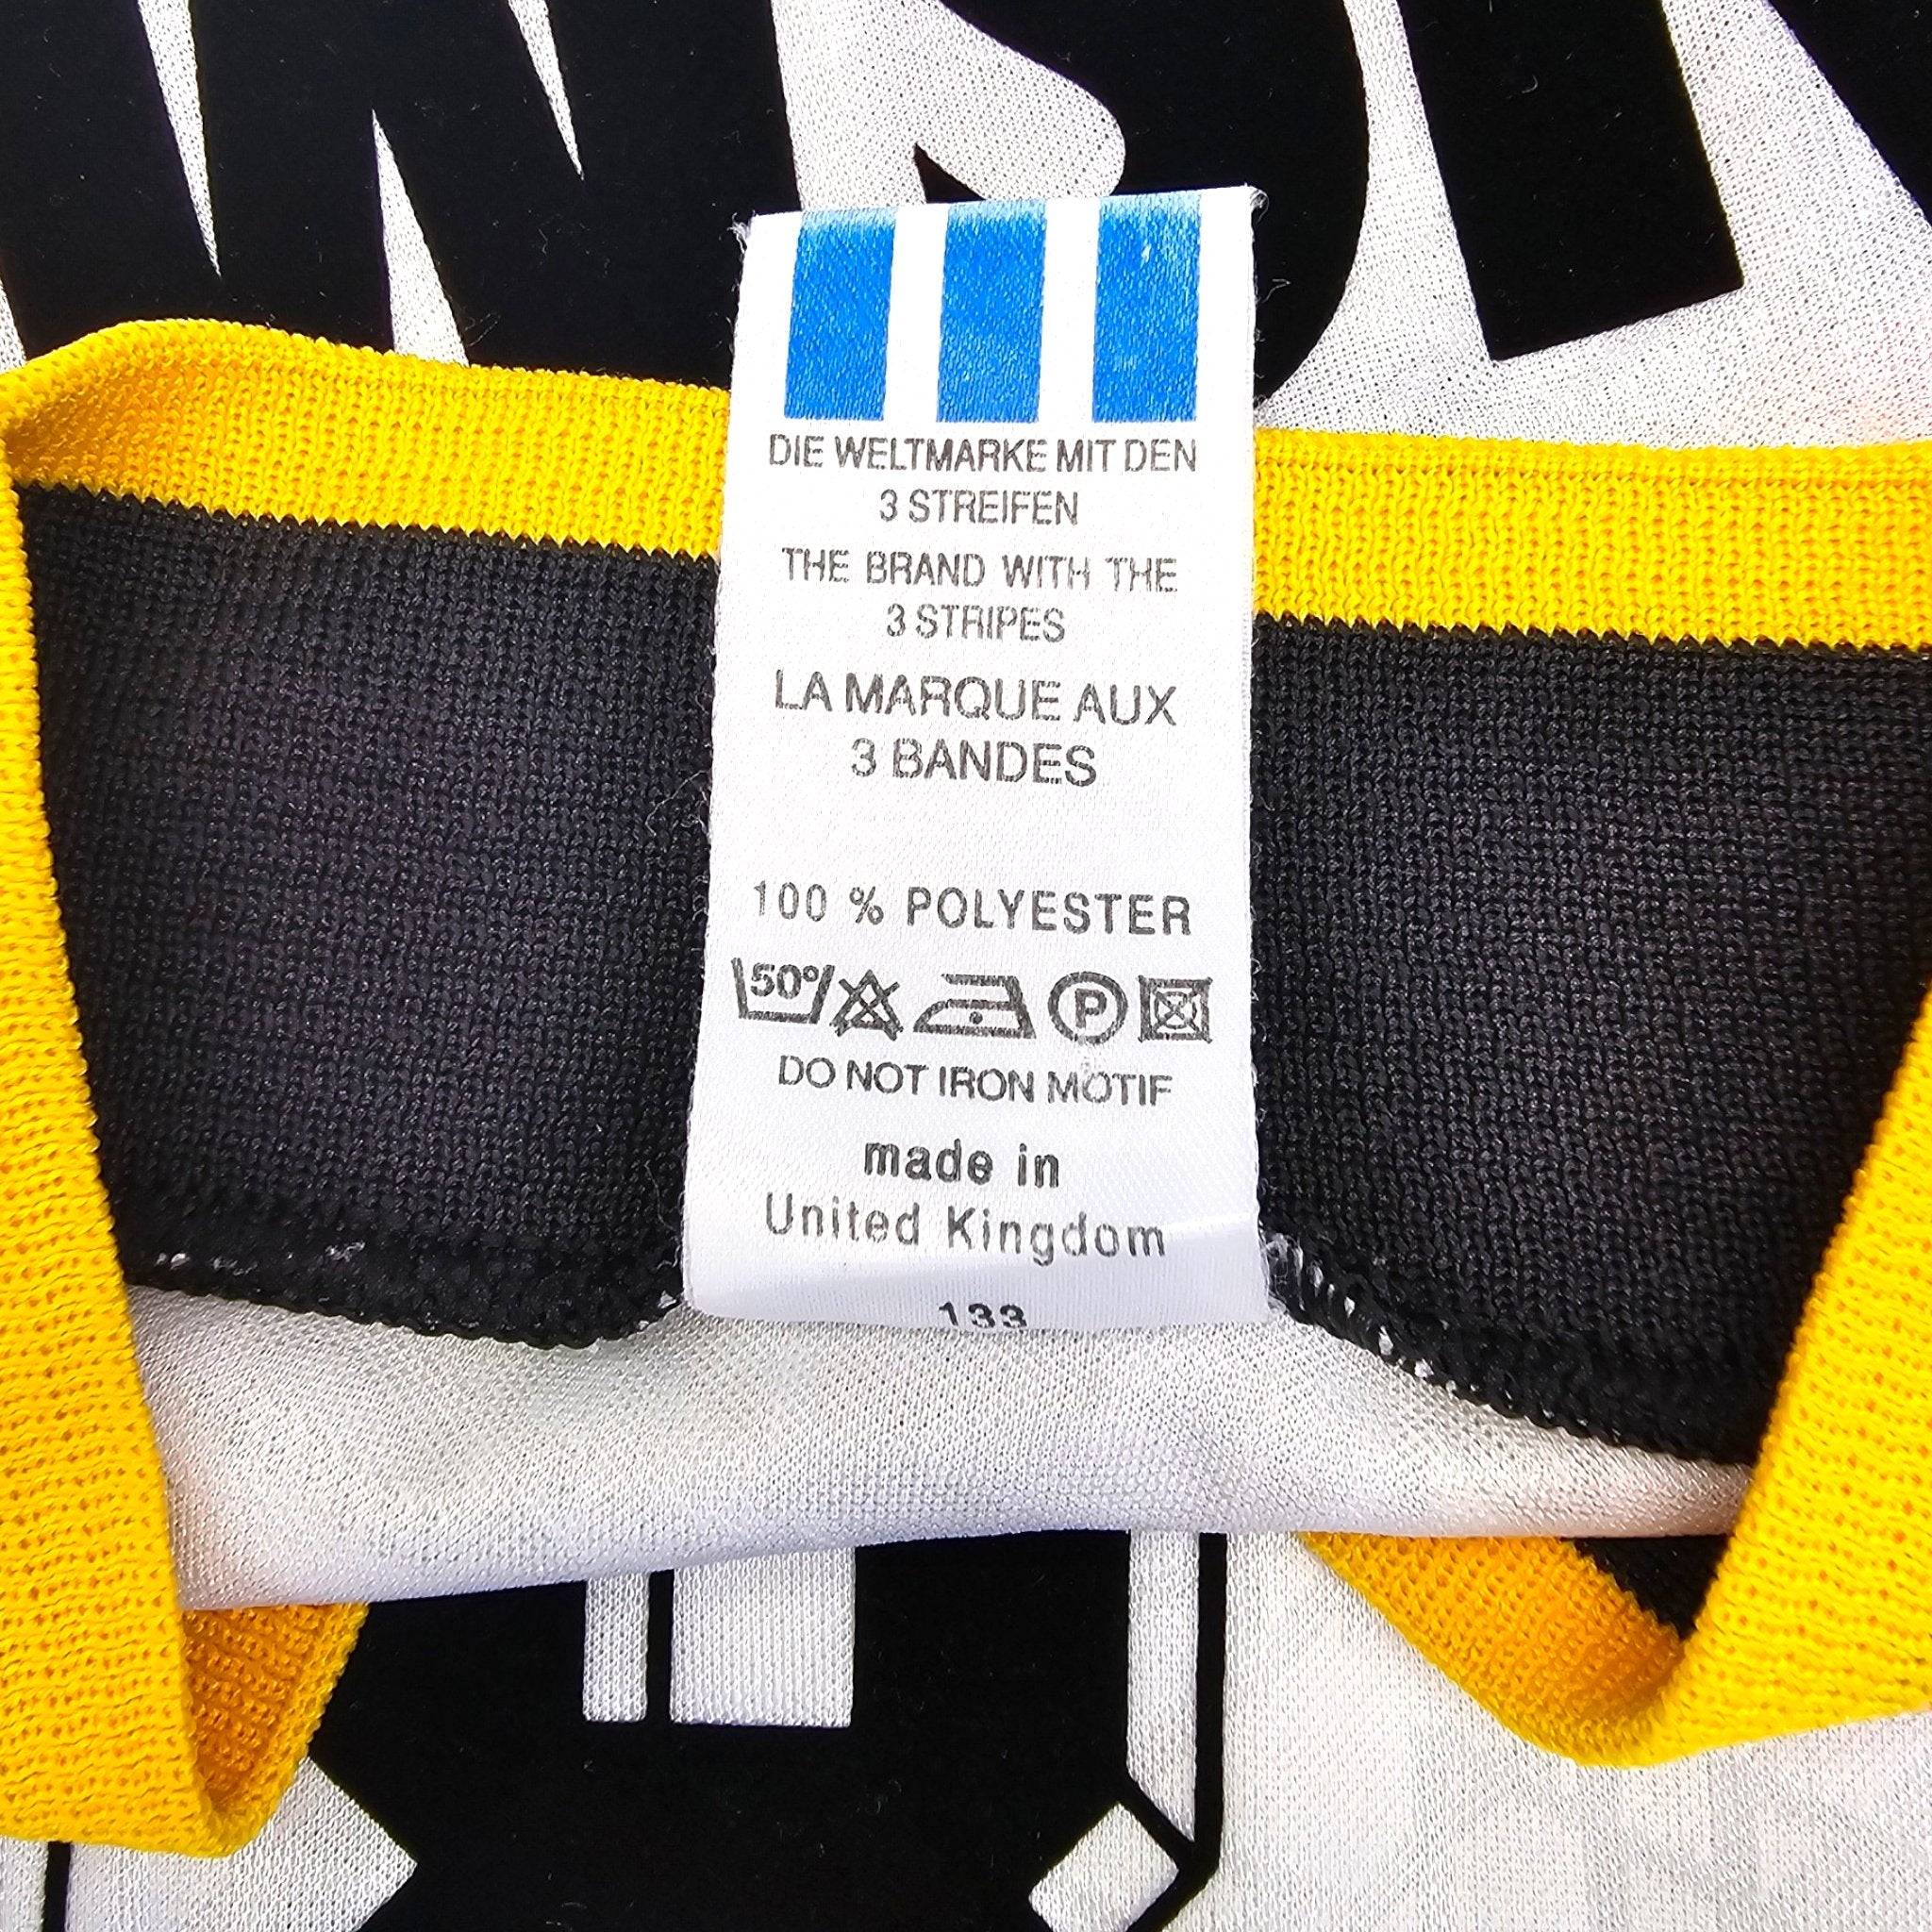 DIE WELTMARKE MIT DEN
3 STREIFEN
THE BRAND WITH THE
3 STRIPES
LA MARQUE AUX
3 BANDES
100 % POLYESTER
50° P
DO NOT IRON MOTIF
made in
United Kingdom
133